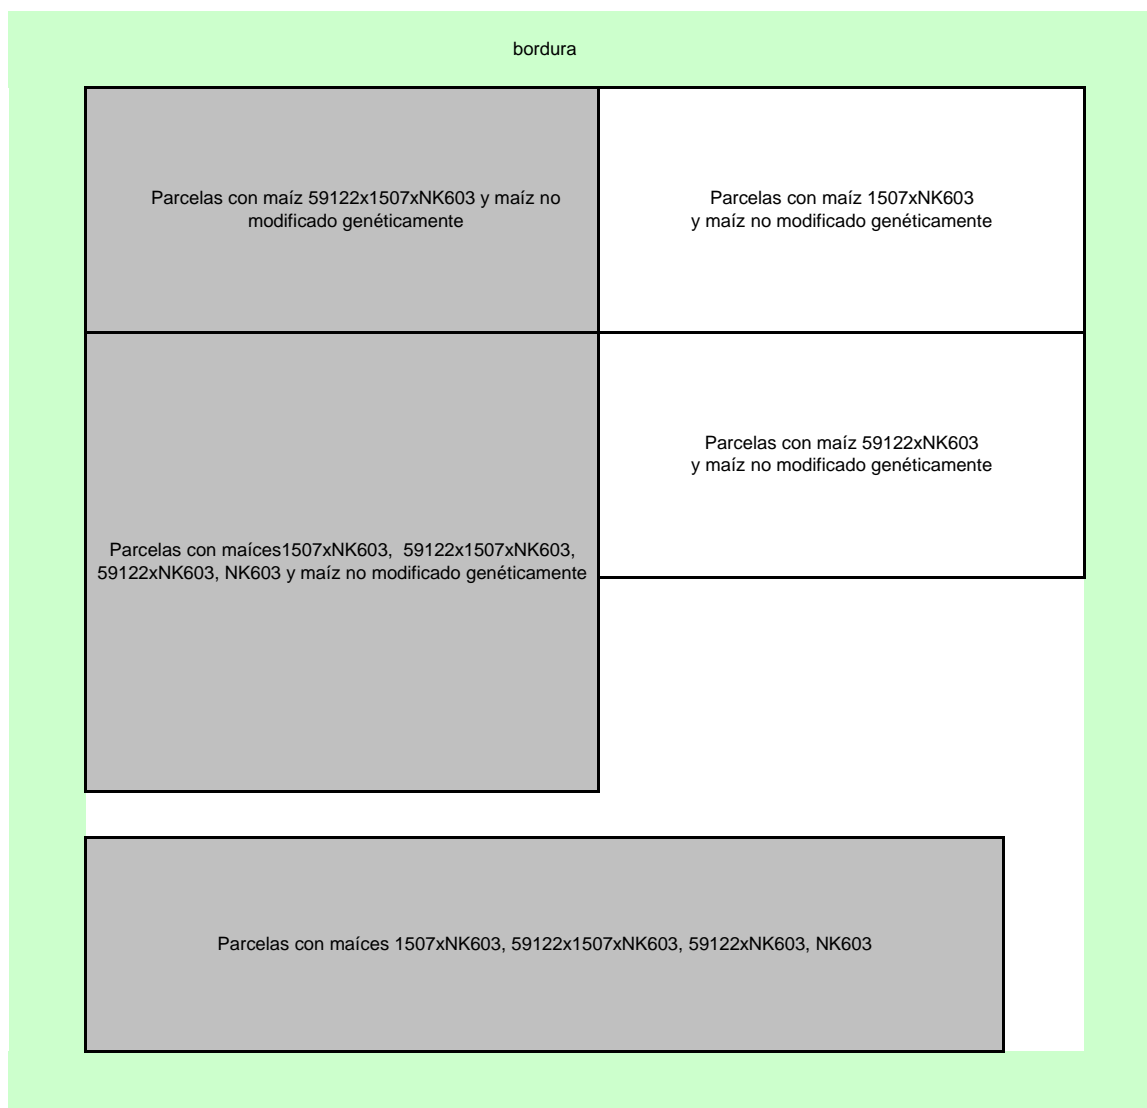 bordura
Parcelas con maíz 59122x1507xNK603 y maíz no
modificado genéticamente
Parcelas con maíz 1507xNK603
y maíz no modificado genéticamente
Parcelas con maíz 59122xNK603
y maíz no modificado genéticamente
Parcelas con maíces1507xNK603,  59122x1507xNK603,
59122xNK603, NK603 y maíz no modificado genéticamente
Parcelas con maíces 1507xNK603, 59122x1507xNK603, 59122xNK603, NK603